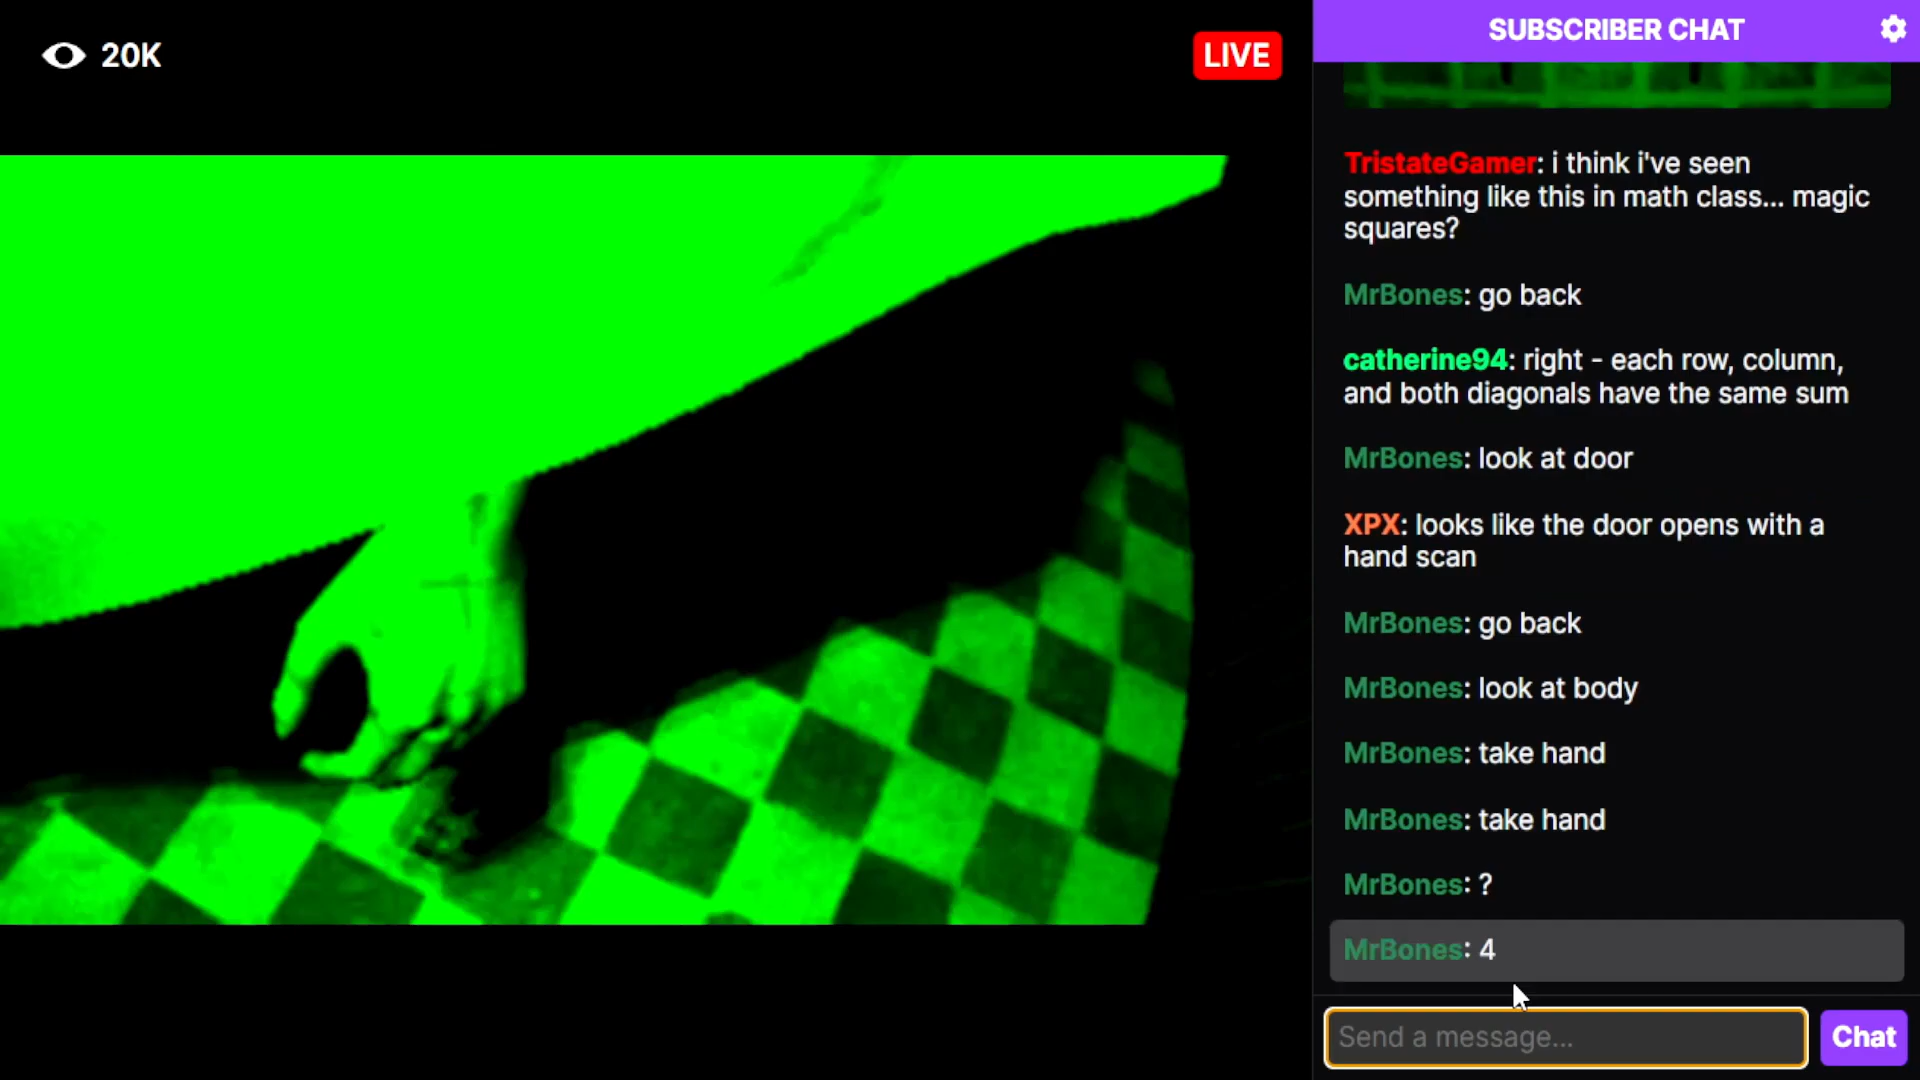 20K
LIVE
SUBSCRIBER CHAT
TristateGamer: i think i've seen
something like this in math class... magic
squares?
MrBones: go back
catherine94: right - each row, column,
and both diagonals have the same sum
MrBones: look at door
XPX: looks like the door opens with a
hand scan
MrBones: go back
MrBones: look at body
MrBones: take hand
MrBones: take hand
MrBones: ?
MrBones: 4
Send a message...
Chat